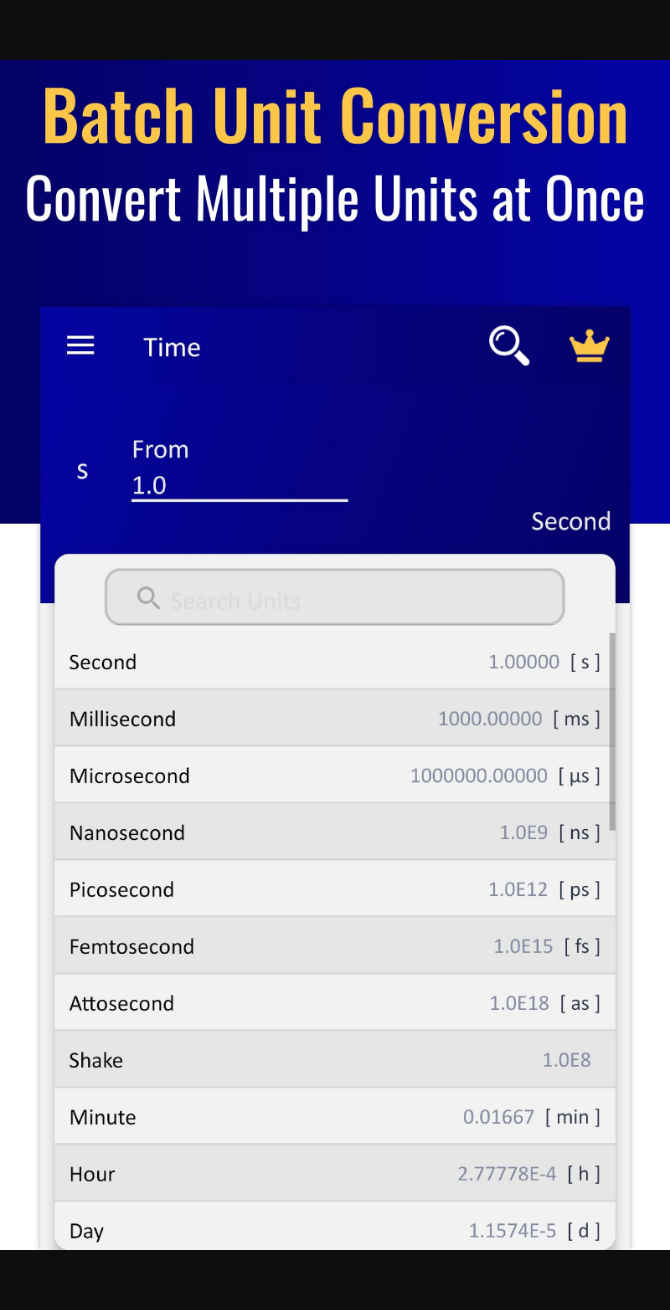 Batch Unit Conversion
Convert Multiple Units at Once
Time
From
s
1.0
Second
Search Units
Second 1.00000 [ s ]
Millisecond 1000.00000 [ ms ]
Microsecond 1000000.00000 [ µs ]
Nanosecond 1.0E9 [ ns ]
Picosecond 1.0E12 [ ps ]
Femtosecond 1.0E15 [ fs ]
Attosecond 1.0E18 [ as ]
Shake 1.0E8
Minute 0.01667 [ min ]
Hour 2.77778E-4 [ h ]
Day 1.1574E-5 [ d ]